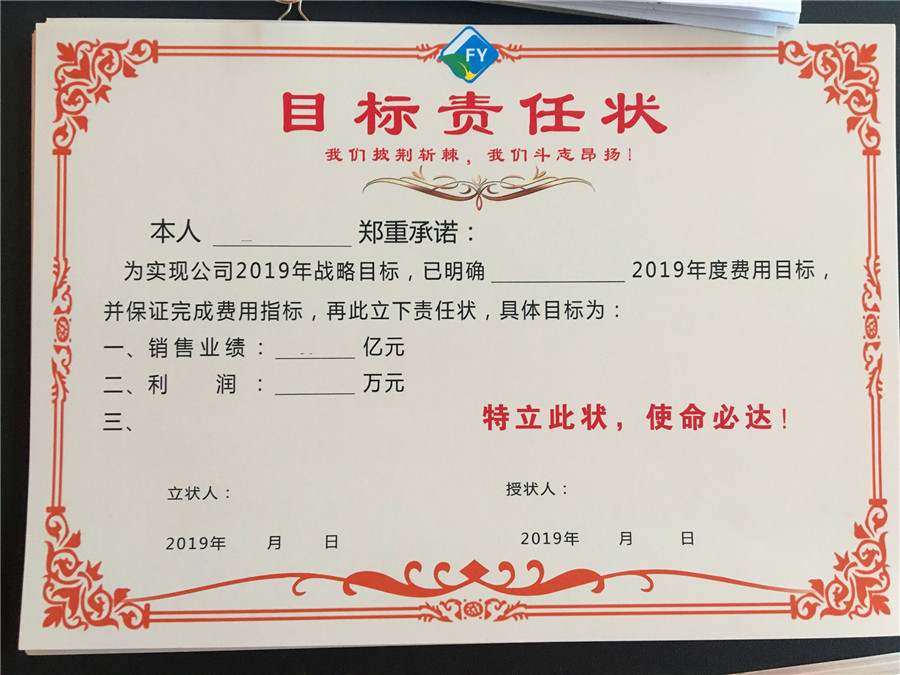 FY
目标责任状
我们披荆斩棘，我们斗志昂扬！
本人 __________ 郑重承诺：
为实现公司2019年战略目标，已明确 __________ 2019年度费用目标，
并保证完成费用指标，再此立下责任状，具体目标为：
一、销售业绩：______ 亿元
二、利 润：______ 万元
三、
特立此状，使命必达！
立状人： 授状人：
2019年 月 日 2019年 月 日